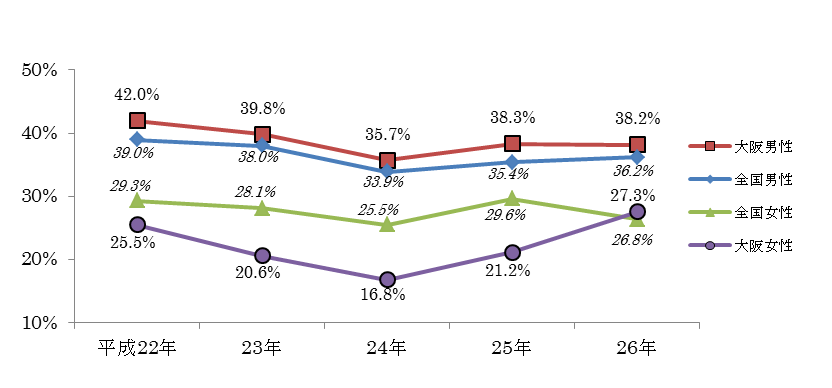 50%
42.0%
39.8%
38.3%
38.2%
35.7%
40%
39.0%
38.0%
33.9%
35.4%
36.2%
大阪男性
全国男性
30%
29.3%
28.1%
25.5%
29.6%
27.3%
26.8%
全国女性
大阪女性
25.5%
20.6%
16.8%
21.2%
20%
10%
平成22年
23年
24年
25年
26年